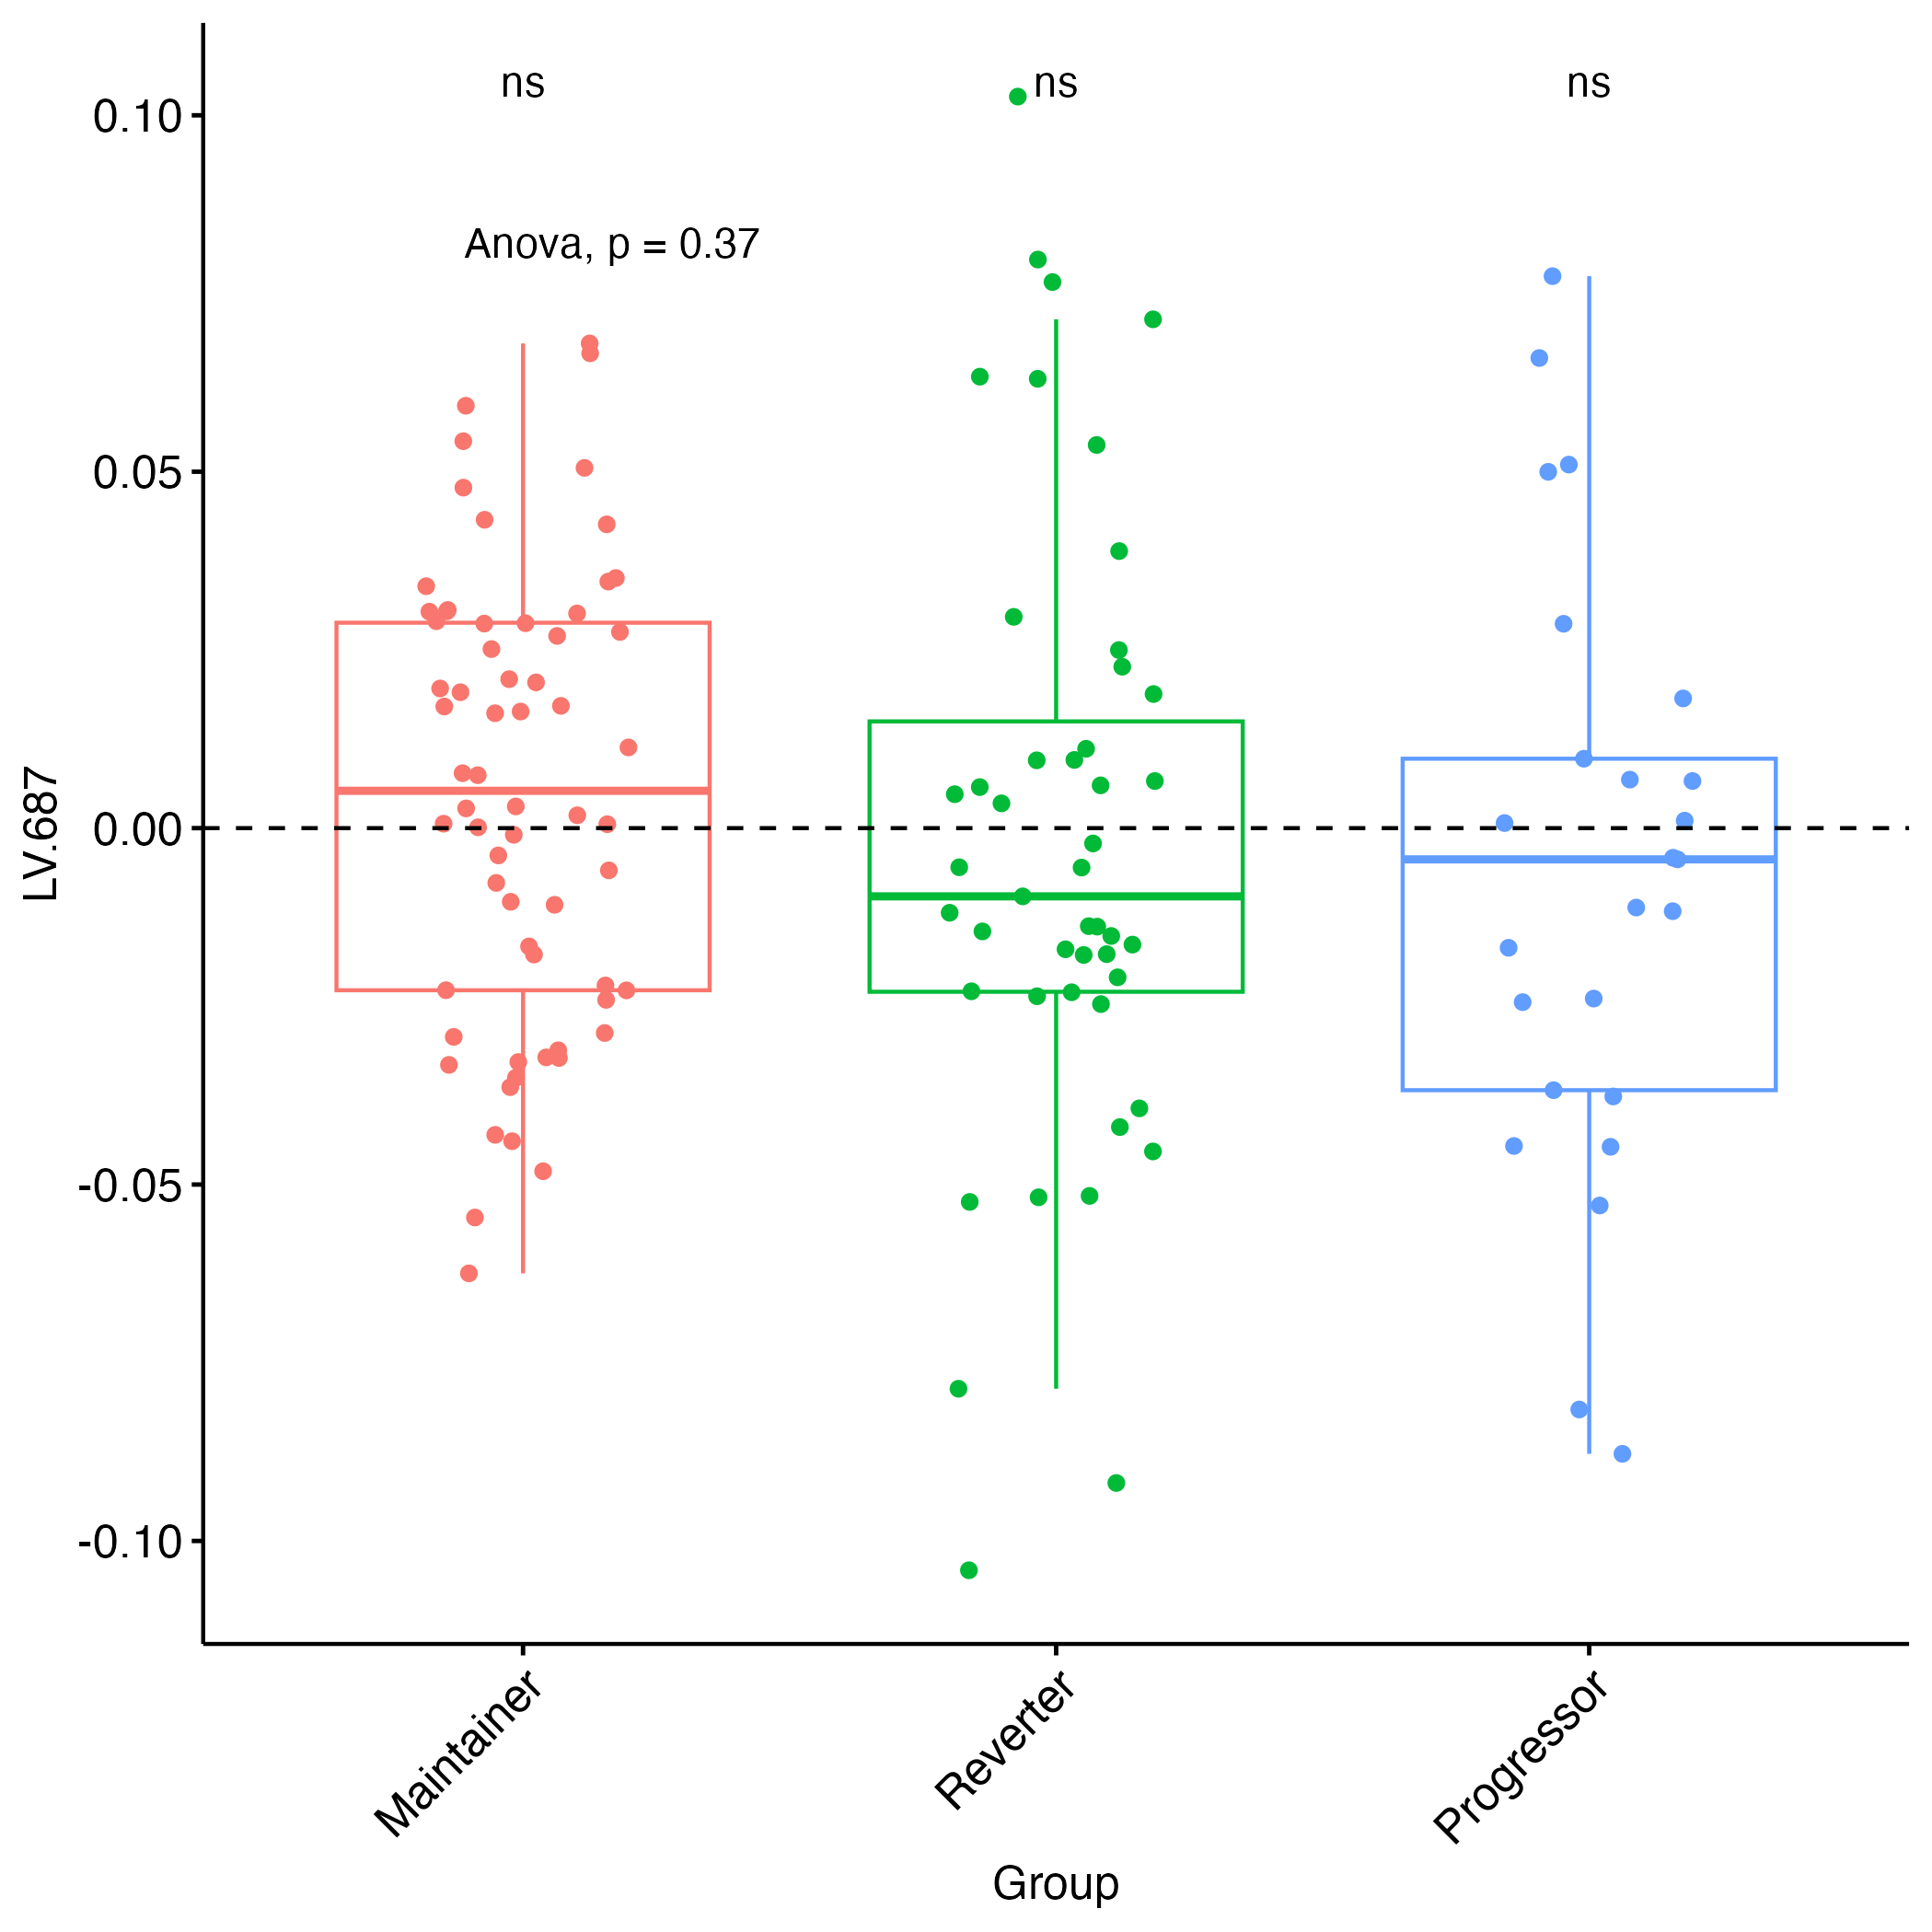 ns ns ns
Anova, p = 0.37
0.10
0.05
0.00
-0.05
-0.10
LV.687
Maintainer
Reverter
Progressor
Group